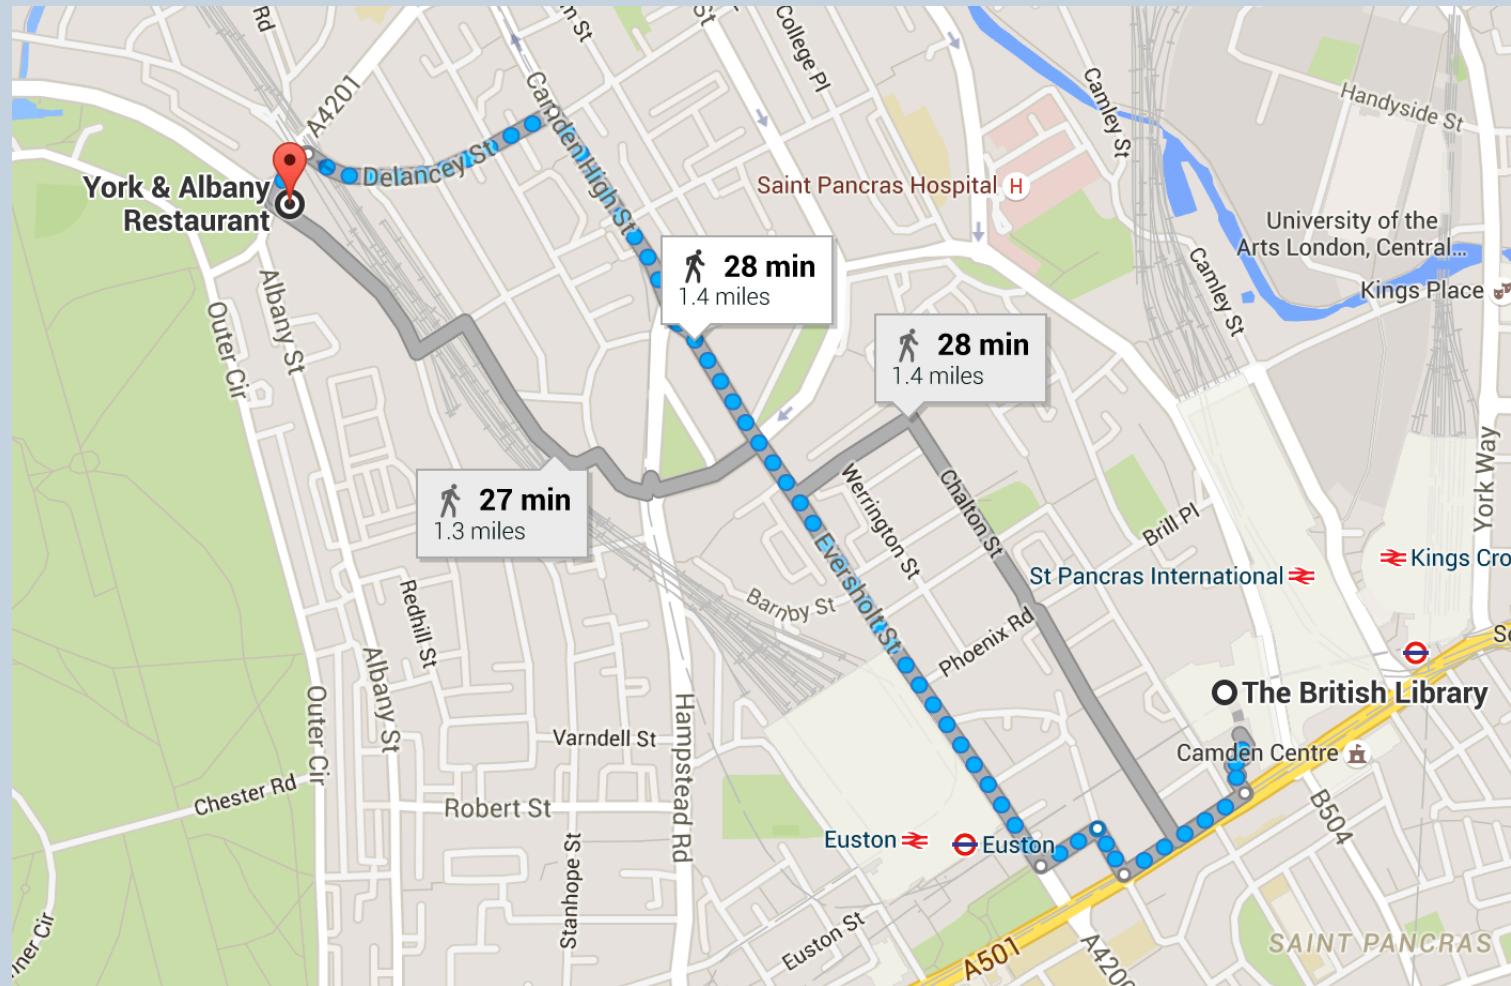 Rd
A4201
n St
St
College Pl
Camden High St
Delancey St
York & Albany
Restaurant
Saint Pancras Hospital
H
Camley St
Handyside St
University of the
Arts London, Central...
Kings Place
Camley St
Outer Cir
Albany St
28 min
1.4 miles
28 min
1.4 miles
27 min
1.3 miles
Werrington St
Chalton St
Brill Pl
York Way
St Pancras International
Kings Cro
Eversholt St
Barnby St
Phoenix Rd
Redhill St
Albany St
Outer Cir
Hampstead Rd
The British Library
Camden Centre
Varndell St
Chester Rd
Robert St
Stanhope St
Euston
Euston
B504
Euston St
A501
A420
SAINT PANCRAS
ner Cir